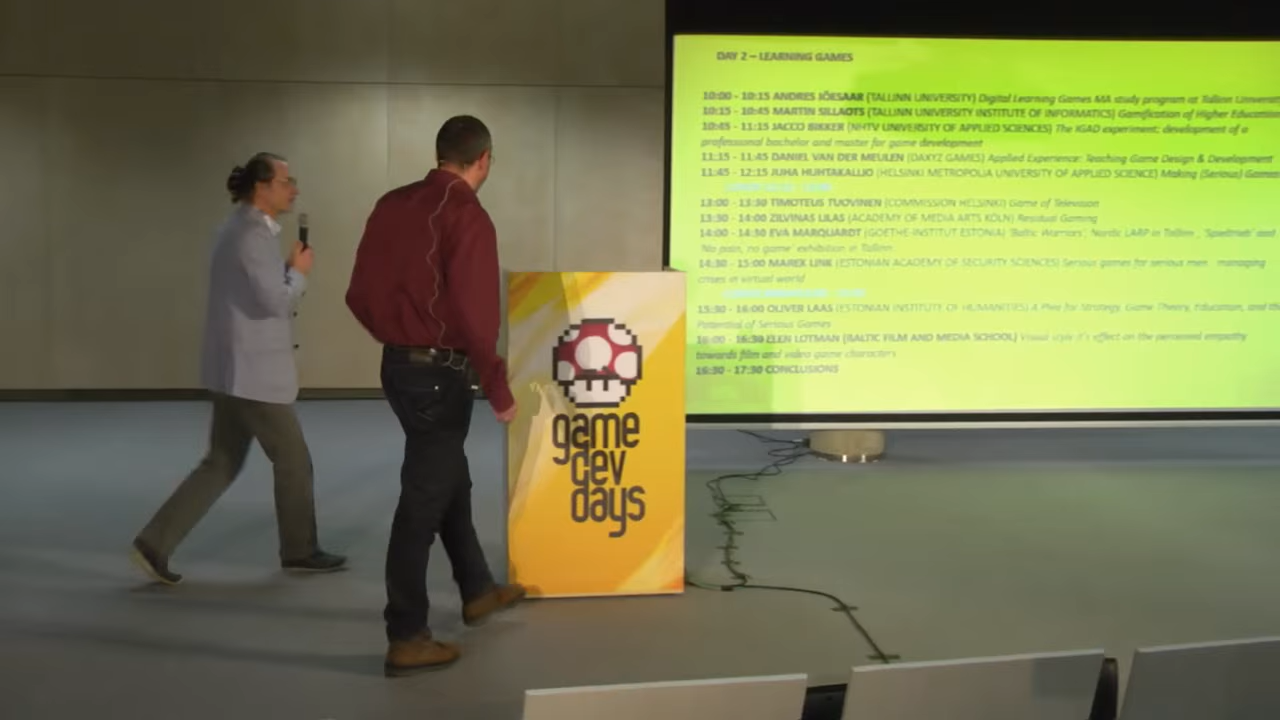 DAY 2 – LEARNING GAMES
10:00 - 10:15 ANDRES JÕESAAR (TALLINN UNIVERSITY) Digital Learning Games MA study program at Tallinn
10:15 - 10:45 MARTIN SILLAOTS (TALLINN UNIVERSITY INSTITUTE OF INFORMATICS) Gamification of Higher
10:45 - 11:15 JACCO BIKKER (NHTV UNIVERSITY OF APPLIED SCIENCES) The IGAD experiment: development of a
professional bachelor and master for game development
11:15 - 11:45 DANIEL VAN DER MEULEN (DAXYZ GAMES) Applied Experience: Teaching Game Design & Development
11:45 - 12:15 JUHA HUHTAKALLIO (HELSINKI METROPOLIA UNIVERSITY OF APPLIED SCIENCE) Making (Serious)
13:00 - 13:30 TIMOTEUS TUOVINEN (COMMISSION HELSINKI) Game of Television
13:30 - 14:00 ZILVINAS LILAS (ACADEMY OF MEDIA ARTS KÖLN) Residual Gaming
14:00 - 14:30 EVA MARQUARDT (GOETHE-INSTITUT ESTONIA) 'Baltic Warriors', Nordic LARP in Tallinn , 'Spieltrieb' and
'No pain, no game' exhibition in Tallinn
14:30 - 15:00 MAREK LINK (ESTONIAN ACADEMY OF SECURITY SCIENCES) Serious games for serious men managing
crises in virtual world
15:30 - 16:00 OLIVER LAAS (ESTONIAN INSTITUTE OF HUMANITIES) A Plea for Strategy, Game Theory, Education, and the
Potential of Serious Games
16:00 - 16:30 ELEN LOTMAN (BALTIC FILM AND MEDIA SCHOOL) Visual style it's effect on the perceived empathy
towards film and video game characters
16:30 - 17:30 CONCLUSIONS
game
dev
days